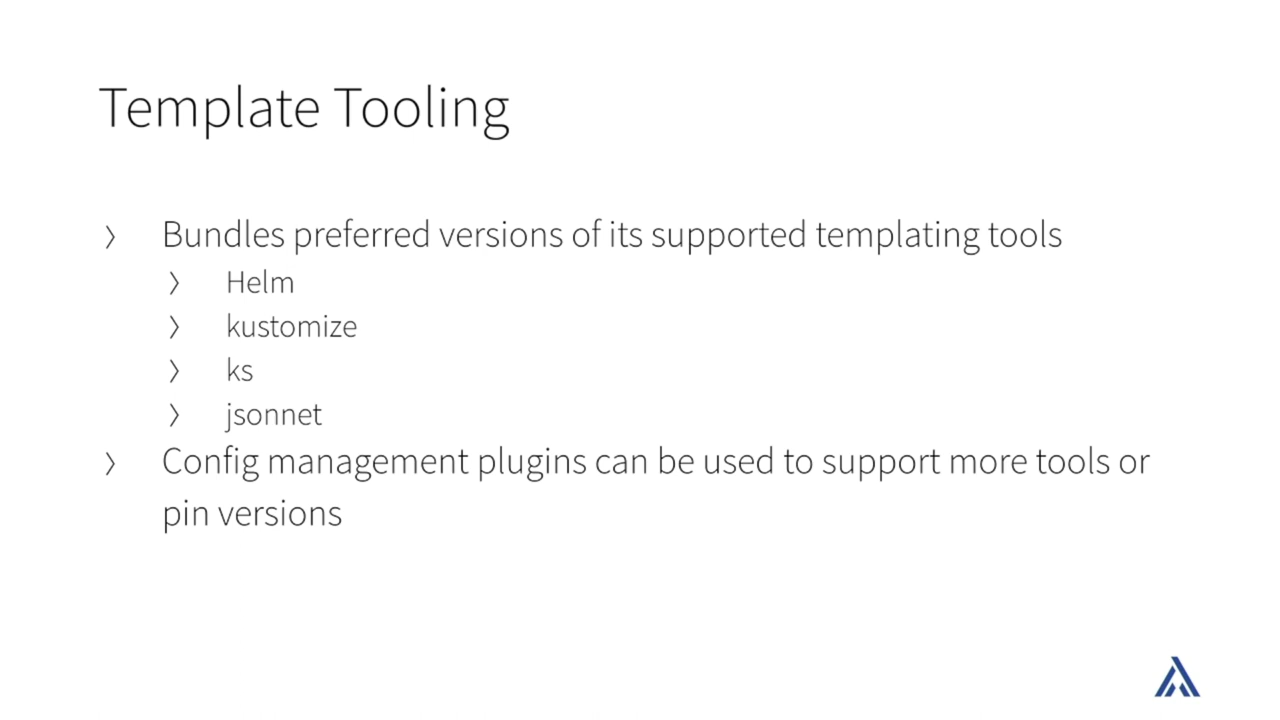 Template Tooling
〉 Bundles preferred versions of its supported templating tools
〉 Helm
〉 kustomize
〉 ks
〉 jsonnet
〉 Config management plugins can be used to support more tools or
pin versions